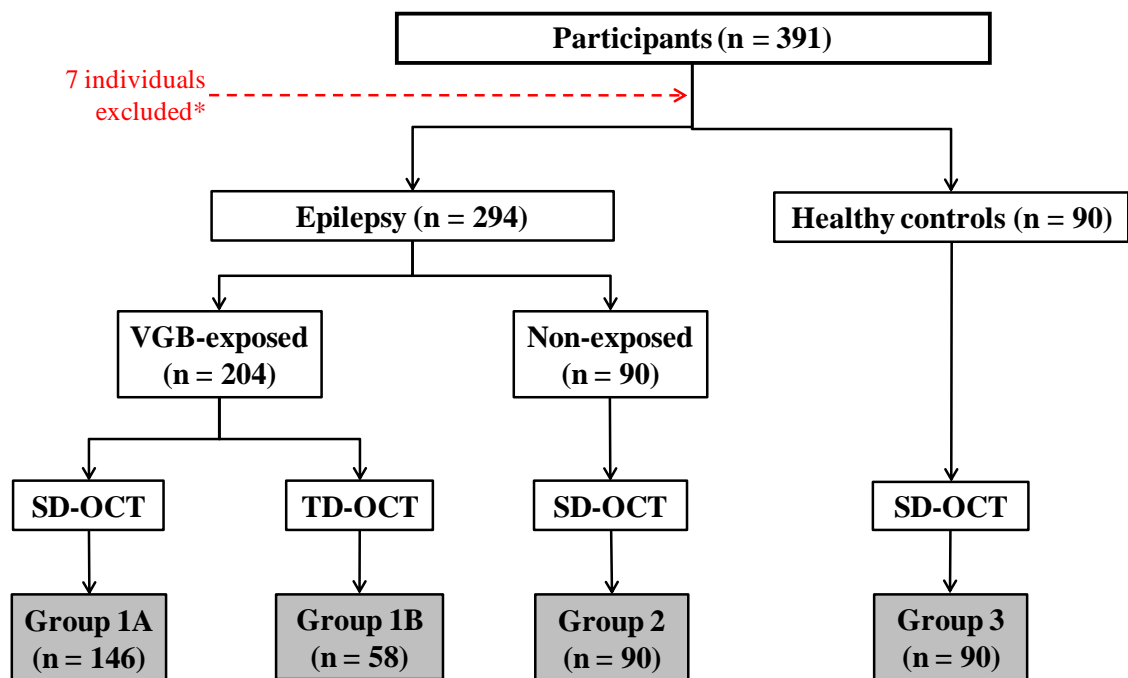 Participants (n = 391)
7 individuals
excluded*
Epilepsy (n = 294)
Healthy controls (n = 90)
VGB-exposed
(n = 204)
Non-exposed
(n = 90)
SD-OCT
TD-OCT
SD-OCT
SD-OCT
Group 1A
(n = 146)
Group 1B
(n = 58)
Group 2
(n = 90)
Group 3
(n = 90)